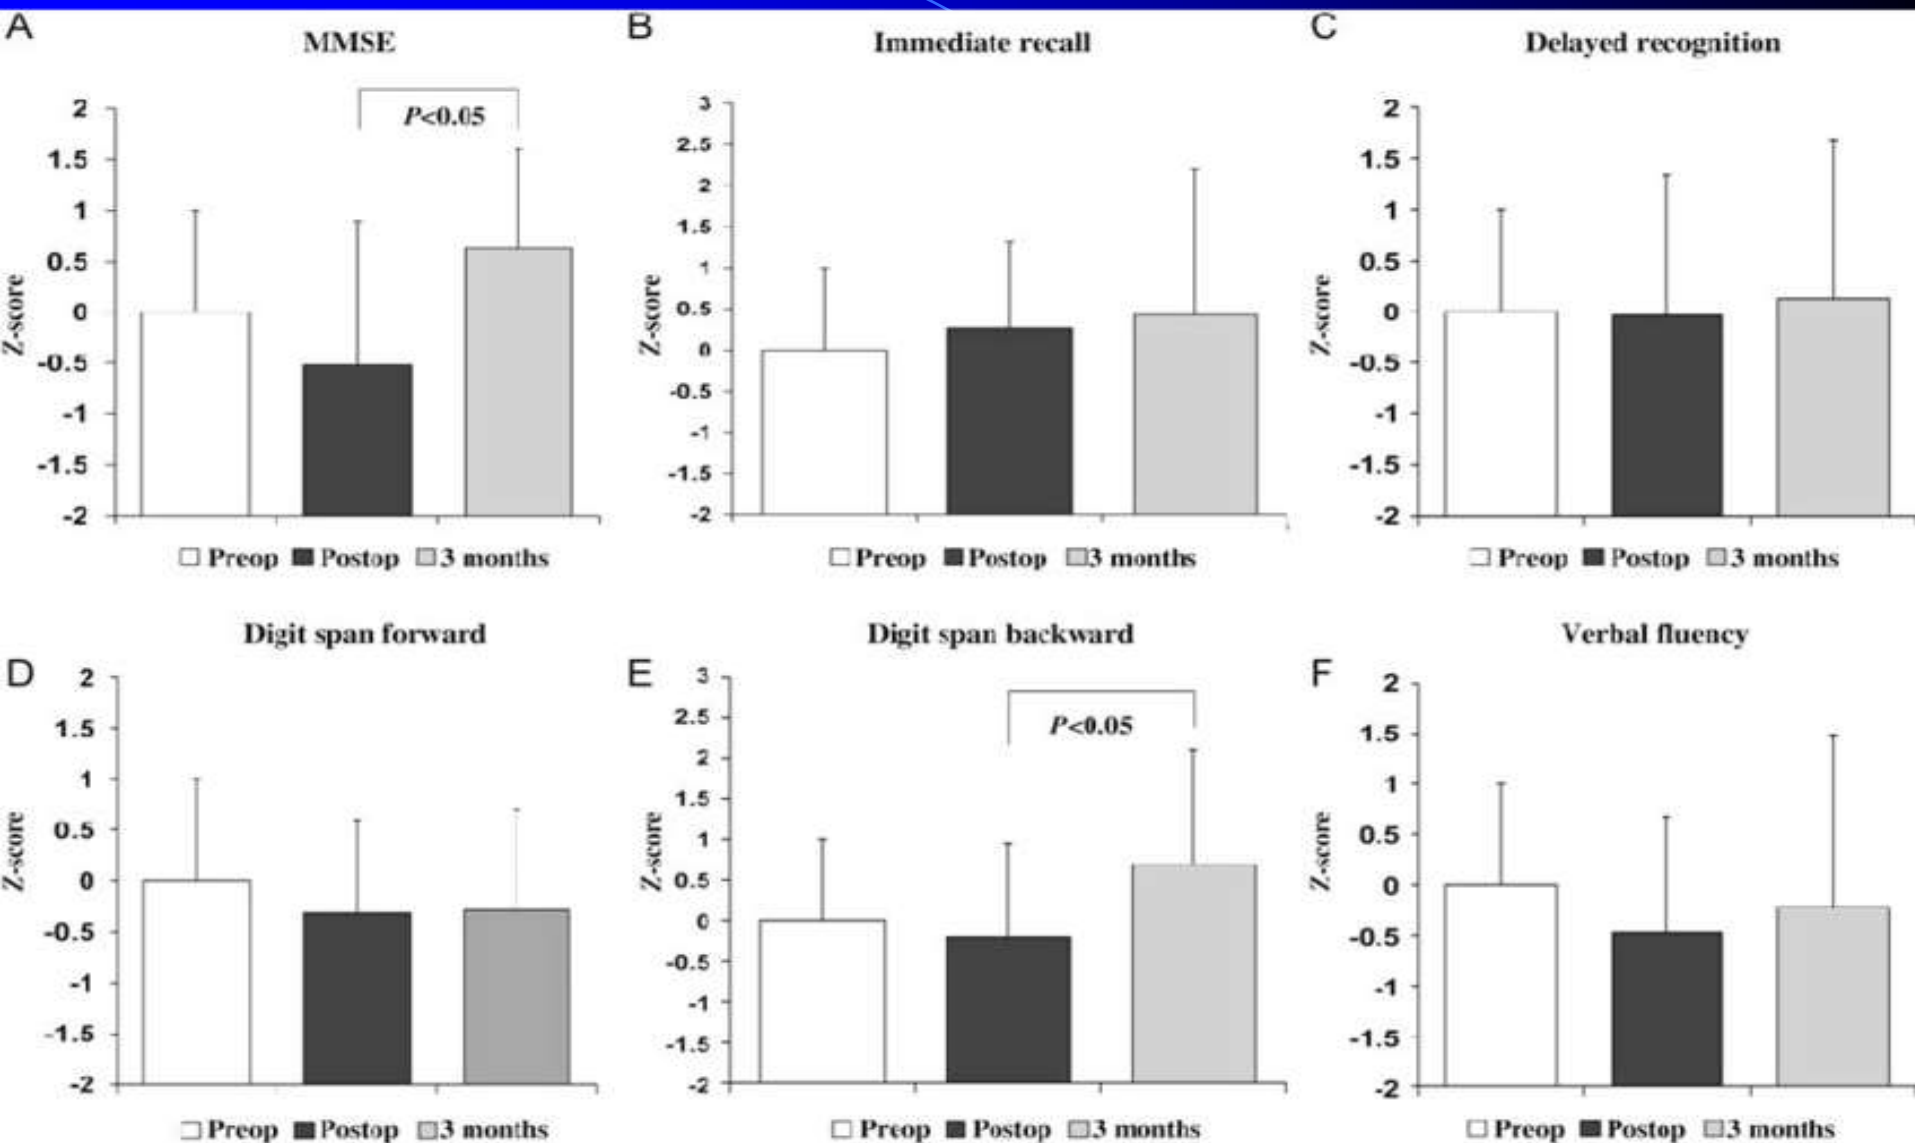 A
MMSE
P<0.05
2
1.5
1
0.5
0
-0.5
-1
-1.5
-2
Z-score
Preop Postop 3 months
B
Immediate recall
3
2.5
2
1.5
1
0.5
0
-0.5
-1
-1.5
-2
Z-score
Preop Postop 3 months
C
Delayed recognition
2
1.5
1
0.5
0
-0.5
-1
-1.5
-2
Z-score
Preop Postop 3 months
D
Digit span forward
2
1.5
1
0.5
0
-0.5
-1
-1.5
-2
Z-score
Preop Postop 3 months
E
Digit span backward
P<0.05
3
2.5
2
1.5
1
0.5
0
-0.5
-1
-1.5
-2
Z-score
Preop Postop 3 months
F
Verbal fluency
2
1.5
1
0.5
0
-0.5
-1
-1.5
-2
Z-score
Preop Postop 3 months